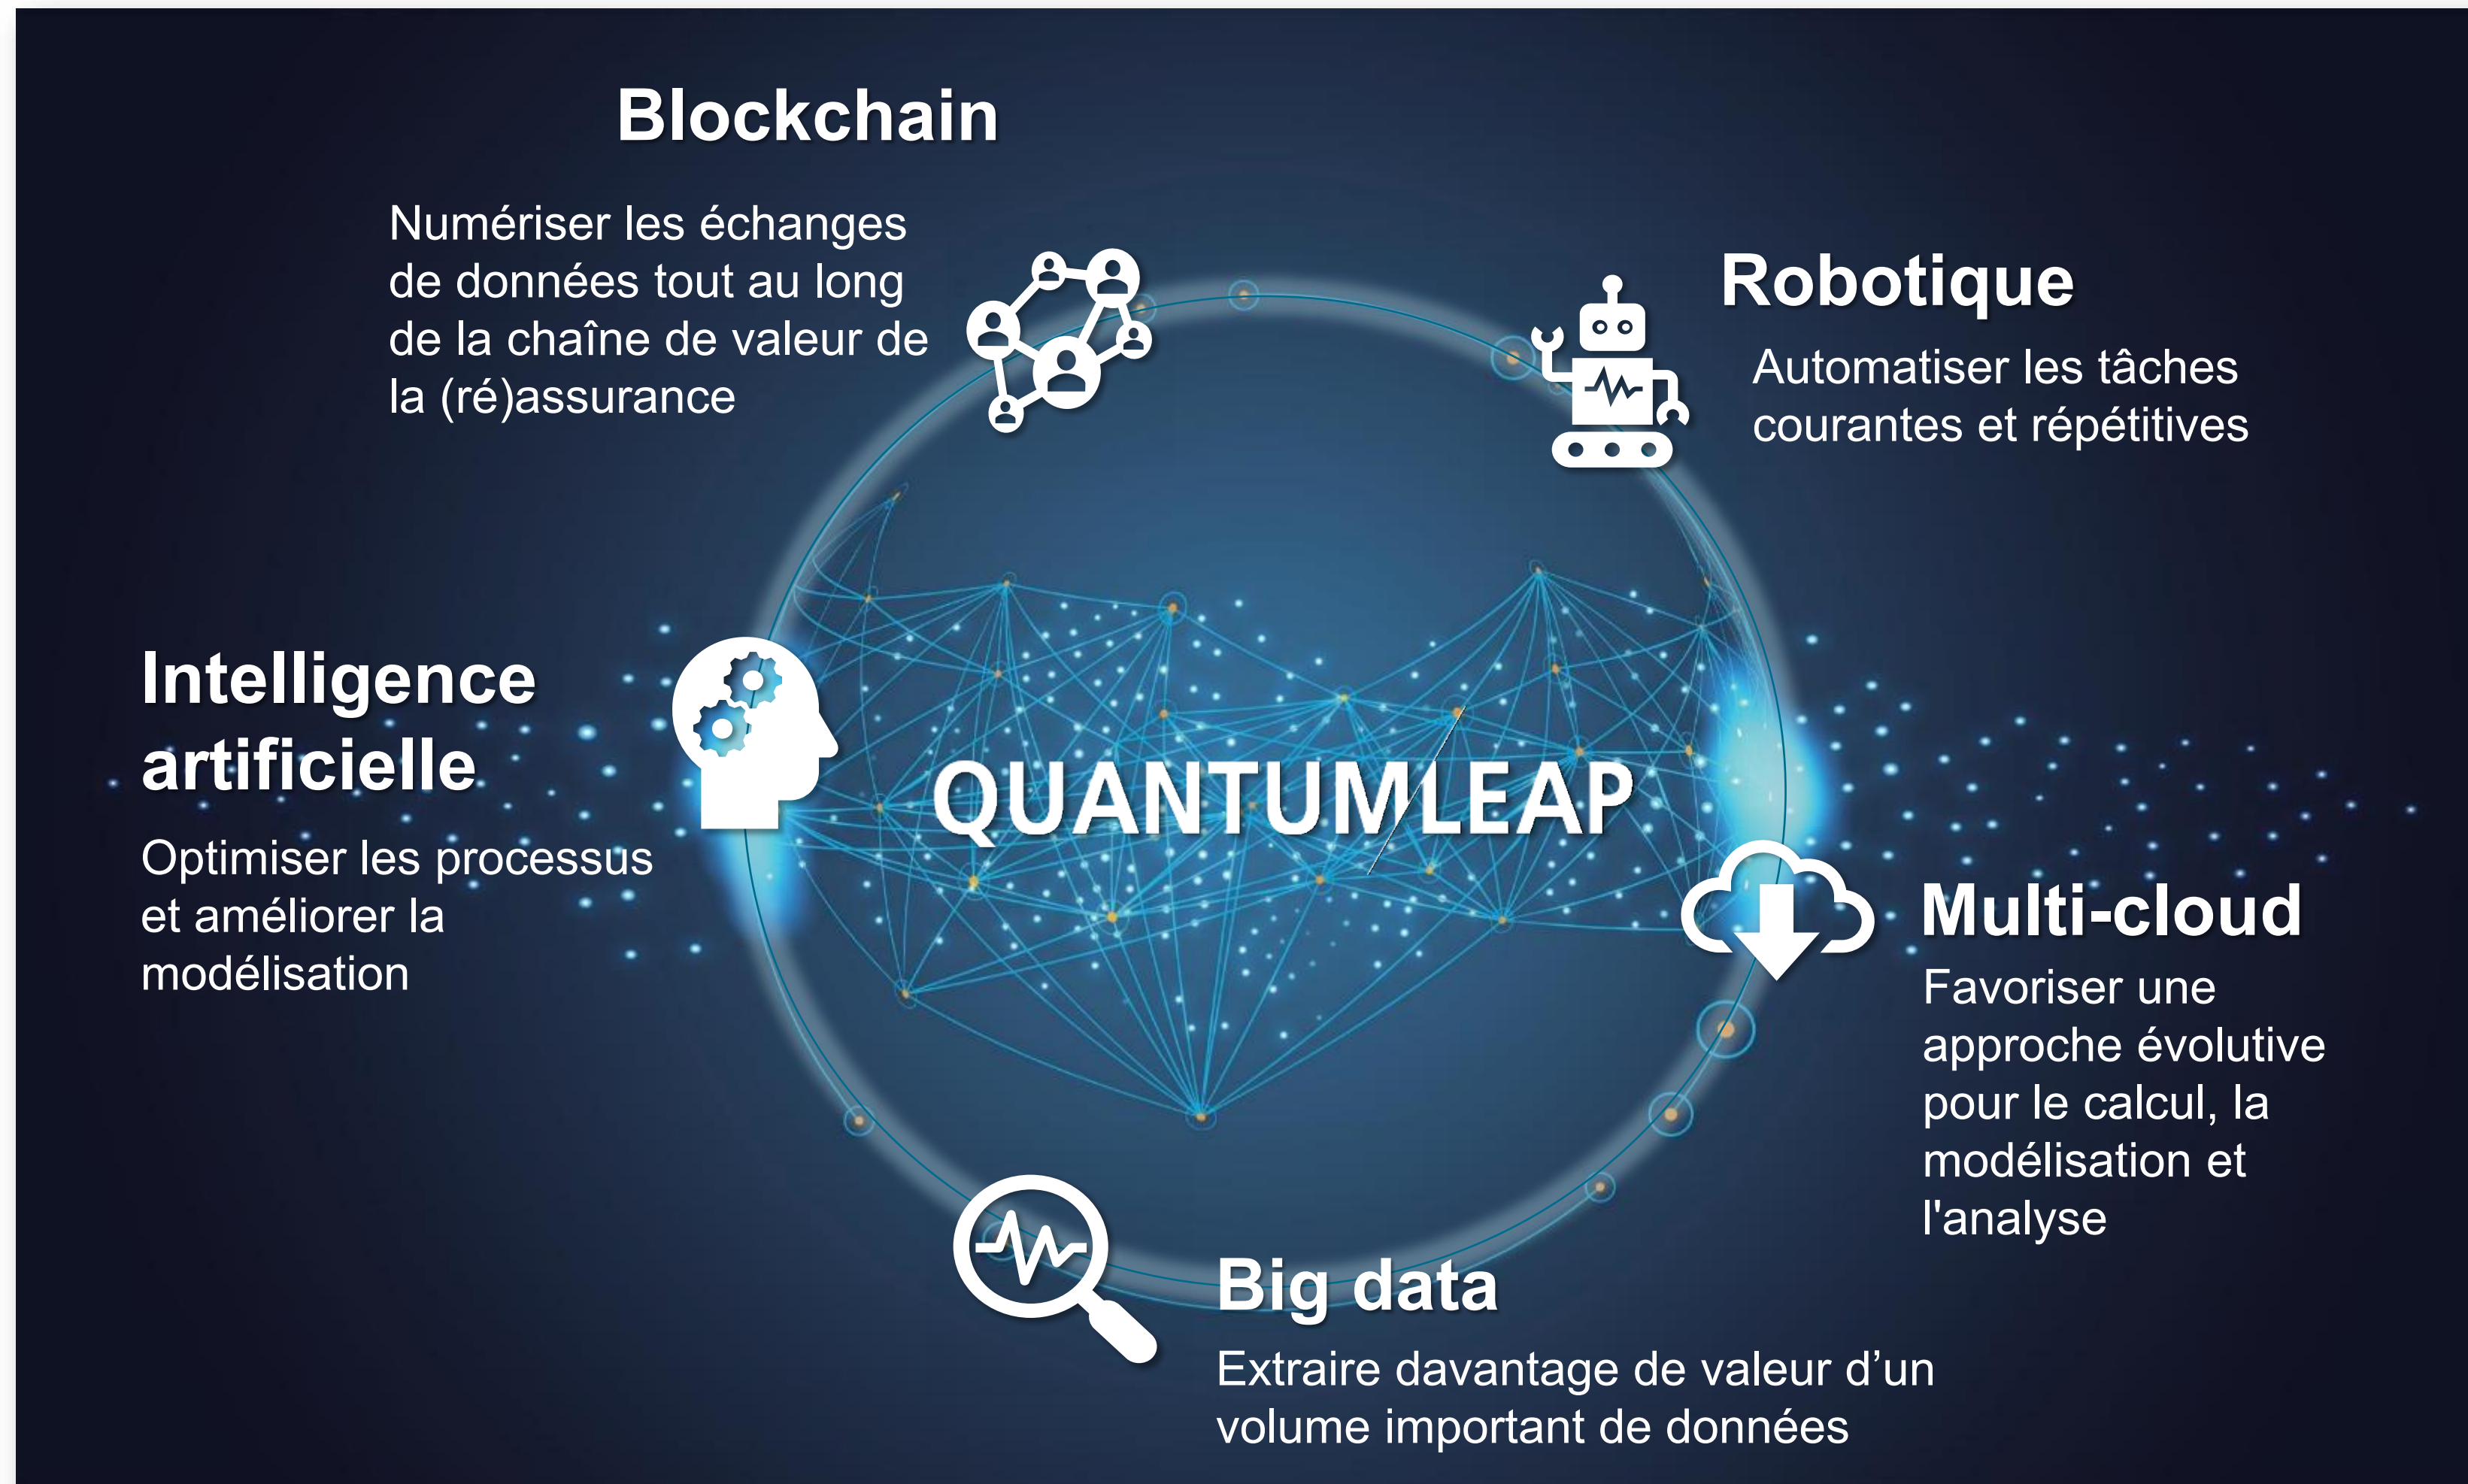 Blockchain
Numériser les échanges
de données tout au long
de la chaîne de valeur de
la (ré)assurance
Robotique
Automatiser les tâches
courantes et répétitives
Intelligence
artificielle
Optimiser les processus
et améliorer la
modélisation
QUANTUM/LEAP
Multi-cloud
Favoriser une
approche évolutive
pour le calcul, la
modélisation et
l'analyse
Big data
Extraire davantage de valeur d’un
volume important de données